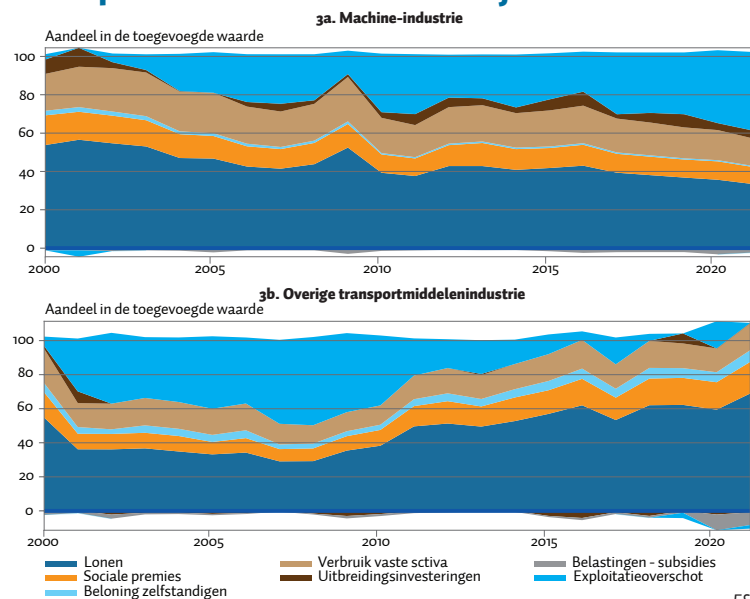 3a. Machine-industrie
Aandeel in de toegevoegde waarde
100
80
60
40
20
0
2000 2005 2010 2015 2020
3b. Overige transportmiddelenindustrie
Aandeel in de toegevoegde waarde
100
80
60
40
20
0
2000 2005 2010 2015 2020
Lonen Verbruik vaste sctiva Belastingen - subsidies
Sociale premies Uitbreidingsinvesteringen Exploitatieoverschot
Beloning zelfstandigen